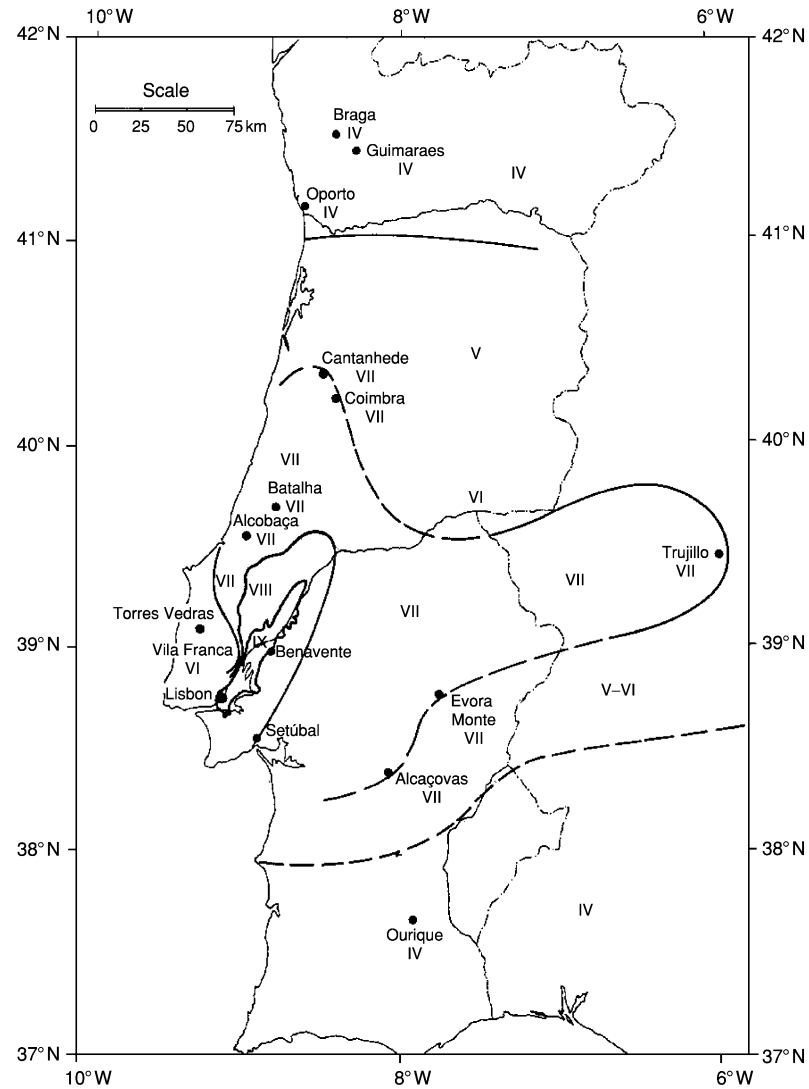 10°W 8°W 6°W
42°N 42°N
Scale
0 25 50 75 km
Braga
IV
Guimaraes
IV
IV
Oporto
IV
41°N 41°N
V
Cantanhede
VII
Coimbra
VII
40°N 40°N
VII
Batalha
VII
VI
Alcobaça
VII
Trujillo
VII
VII
VIII
VII
VII
Torres Vedras
39°N 39°N
IX
Vila Franca
VI
Benavente
Lisbon
V–VI
Evora
Monte
VII
Setúbal
Alcaçovas
VII
38°N 38°N
IV
Ourique
IV
37°N 37°N
10°W 8°W 6°W